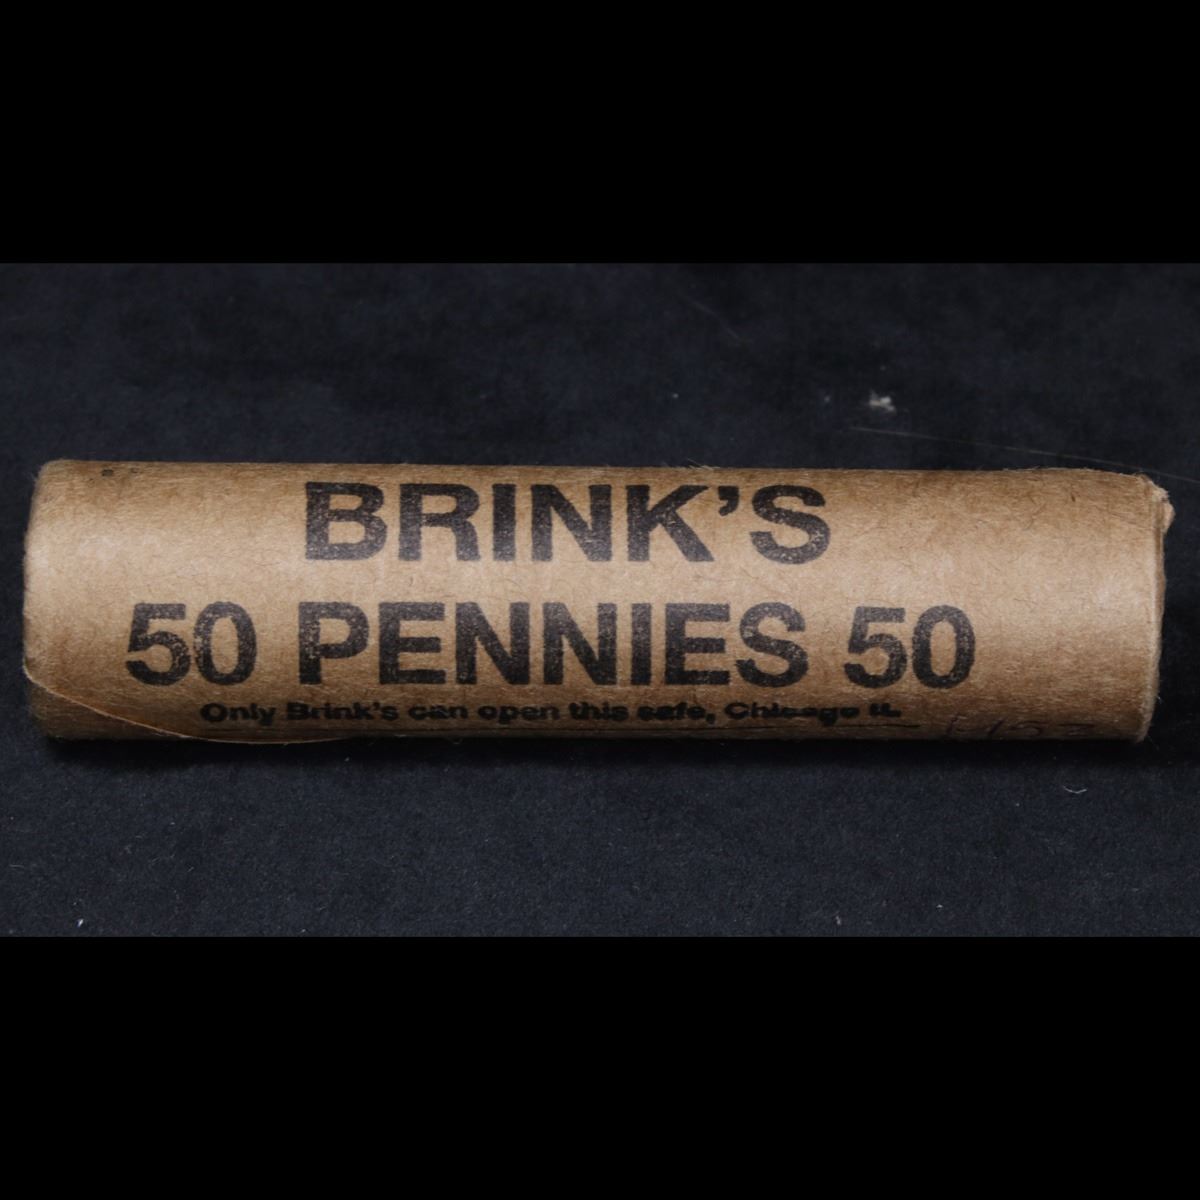 BRINK'S
50 PENNIES 50
Only Brink's can open this safe, Chicago IL